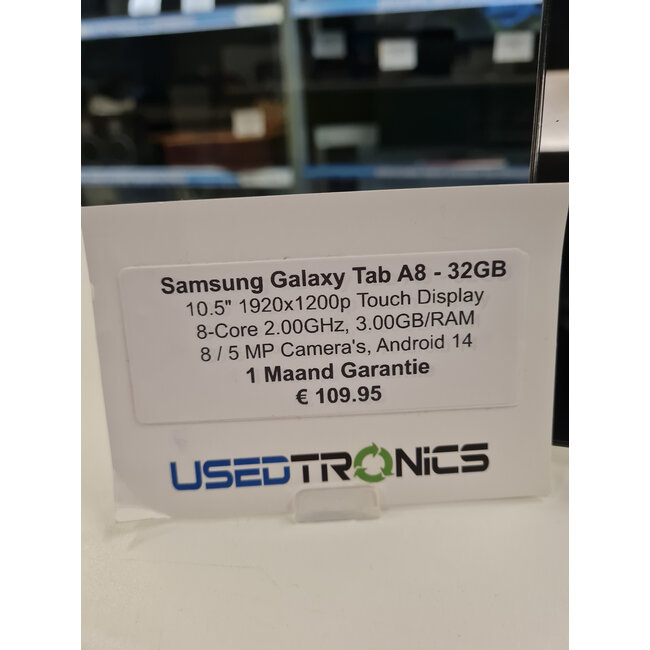 Samsung Galaxy Tab A8 - 32GB
10.5" 1920x1200p Touch Display
8-Core 2.00GHz, 3.00GB/RAM
8 / 5 MP Camera's, Android 14
1 Maand Garantie
€ 109.95
USEDTRONiCS